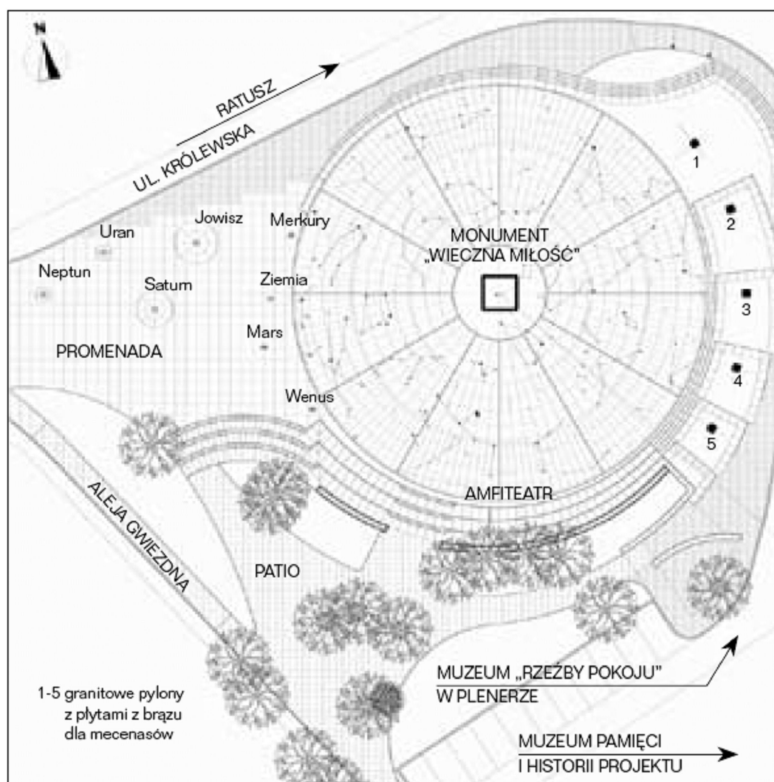 N
RATUSZ
UL. KRÓLEWSKA
Uran
Jowisz
Merkury
Neptun
Saturn
Ziemia
Mars
PROMENADA
Wenus
MONUMENT
„WIECZNA MIŁOŚĆ”
1
2
3
4
5
AMFITEATR
ALEJA GWIEZDNA
PATIO
1-5 granitowe pylony
z płytami z brązu
dla mecenasów
MUZEUM „RZEŹBY POKOJU”
W PLENERZE
MUZEUM PAMIĘCI
I HISTORII PROJEKTU